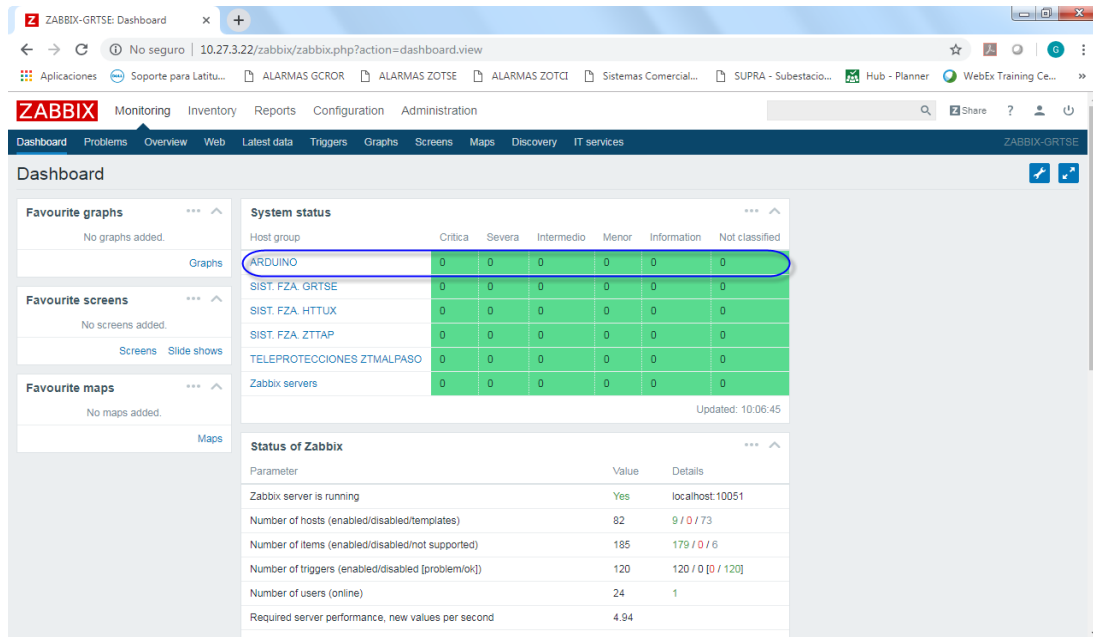 Z ZABBIX-GRTSE: Dashboard × +
No seguro | 10.27.3.22/zabbix/zabbix.php?action=dashboard.view G
Aplicaciones DELL Soporte para Latitu... ALARMAS GCROR ALARMAS ZOTSE ALARMAS ZOTCI Sistemas Comercial... SUPRA - Subestacio... Hub - Planner WebEx Training Ce... »
ZABBIX Monitoring Inventory Reports Configuration Administration Z Share ?
Dashboard Problems Overview Web Latest data Triggers Graphs Screens Maps Discovery IT services ZABBIX-GRTSE
Dashboard
Favourite graphs
No graphs added.
Graphs
Favourite screens
No screens added.
Screens Slide shows
Favourite maps
No maps added.
Maps
System status
Host group Critica Severa Intermedio Menor Information Not classified
ARDUINO 0 0 0 0 0 0
SIST. FZA. GRTSE 0 0 0 0 0 0
SIST. FZA. HTTUX 0 0 0 0 0 0
SIST. FZA. ZTTAP 0 0 0 0 0 0
TELEPROTECCIONES ZTMALPASO 0 0 0 0 0 0
Zabbix servers 0 0 0 0 0 0
Updated: 10:06:45
Status of Zabbix
Parameter Value Details
Zabbix server is running Yes localhost:10051
Number of hosts (enabled/disabled/templates) 82 9 / 0 / 73
Number of items (enabled/disabled/not supported) 185 179 / 0 / 6
Number of triggers (enabled/disabled [problem/ok]) 120 120 / 0 [0 / 120]
Number of users (online) 24 1
Required server performance, new values per second 4.94